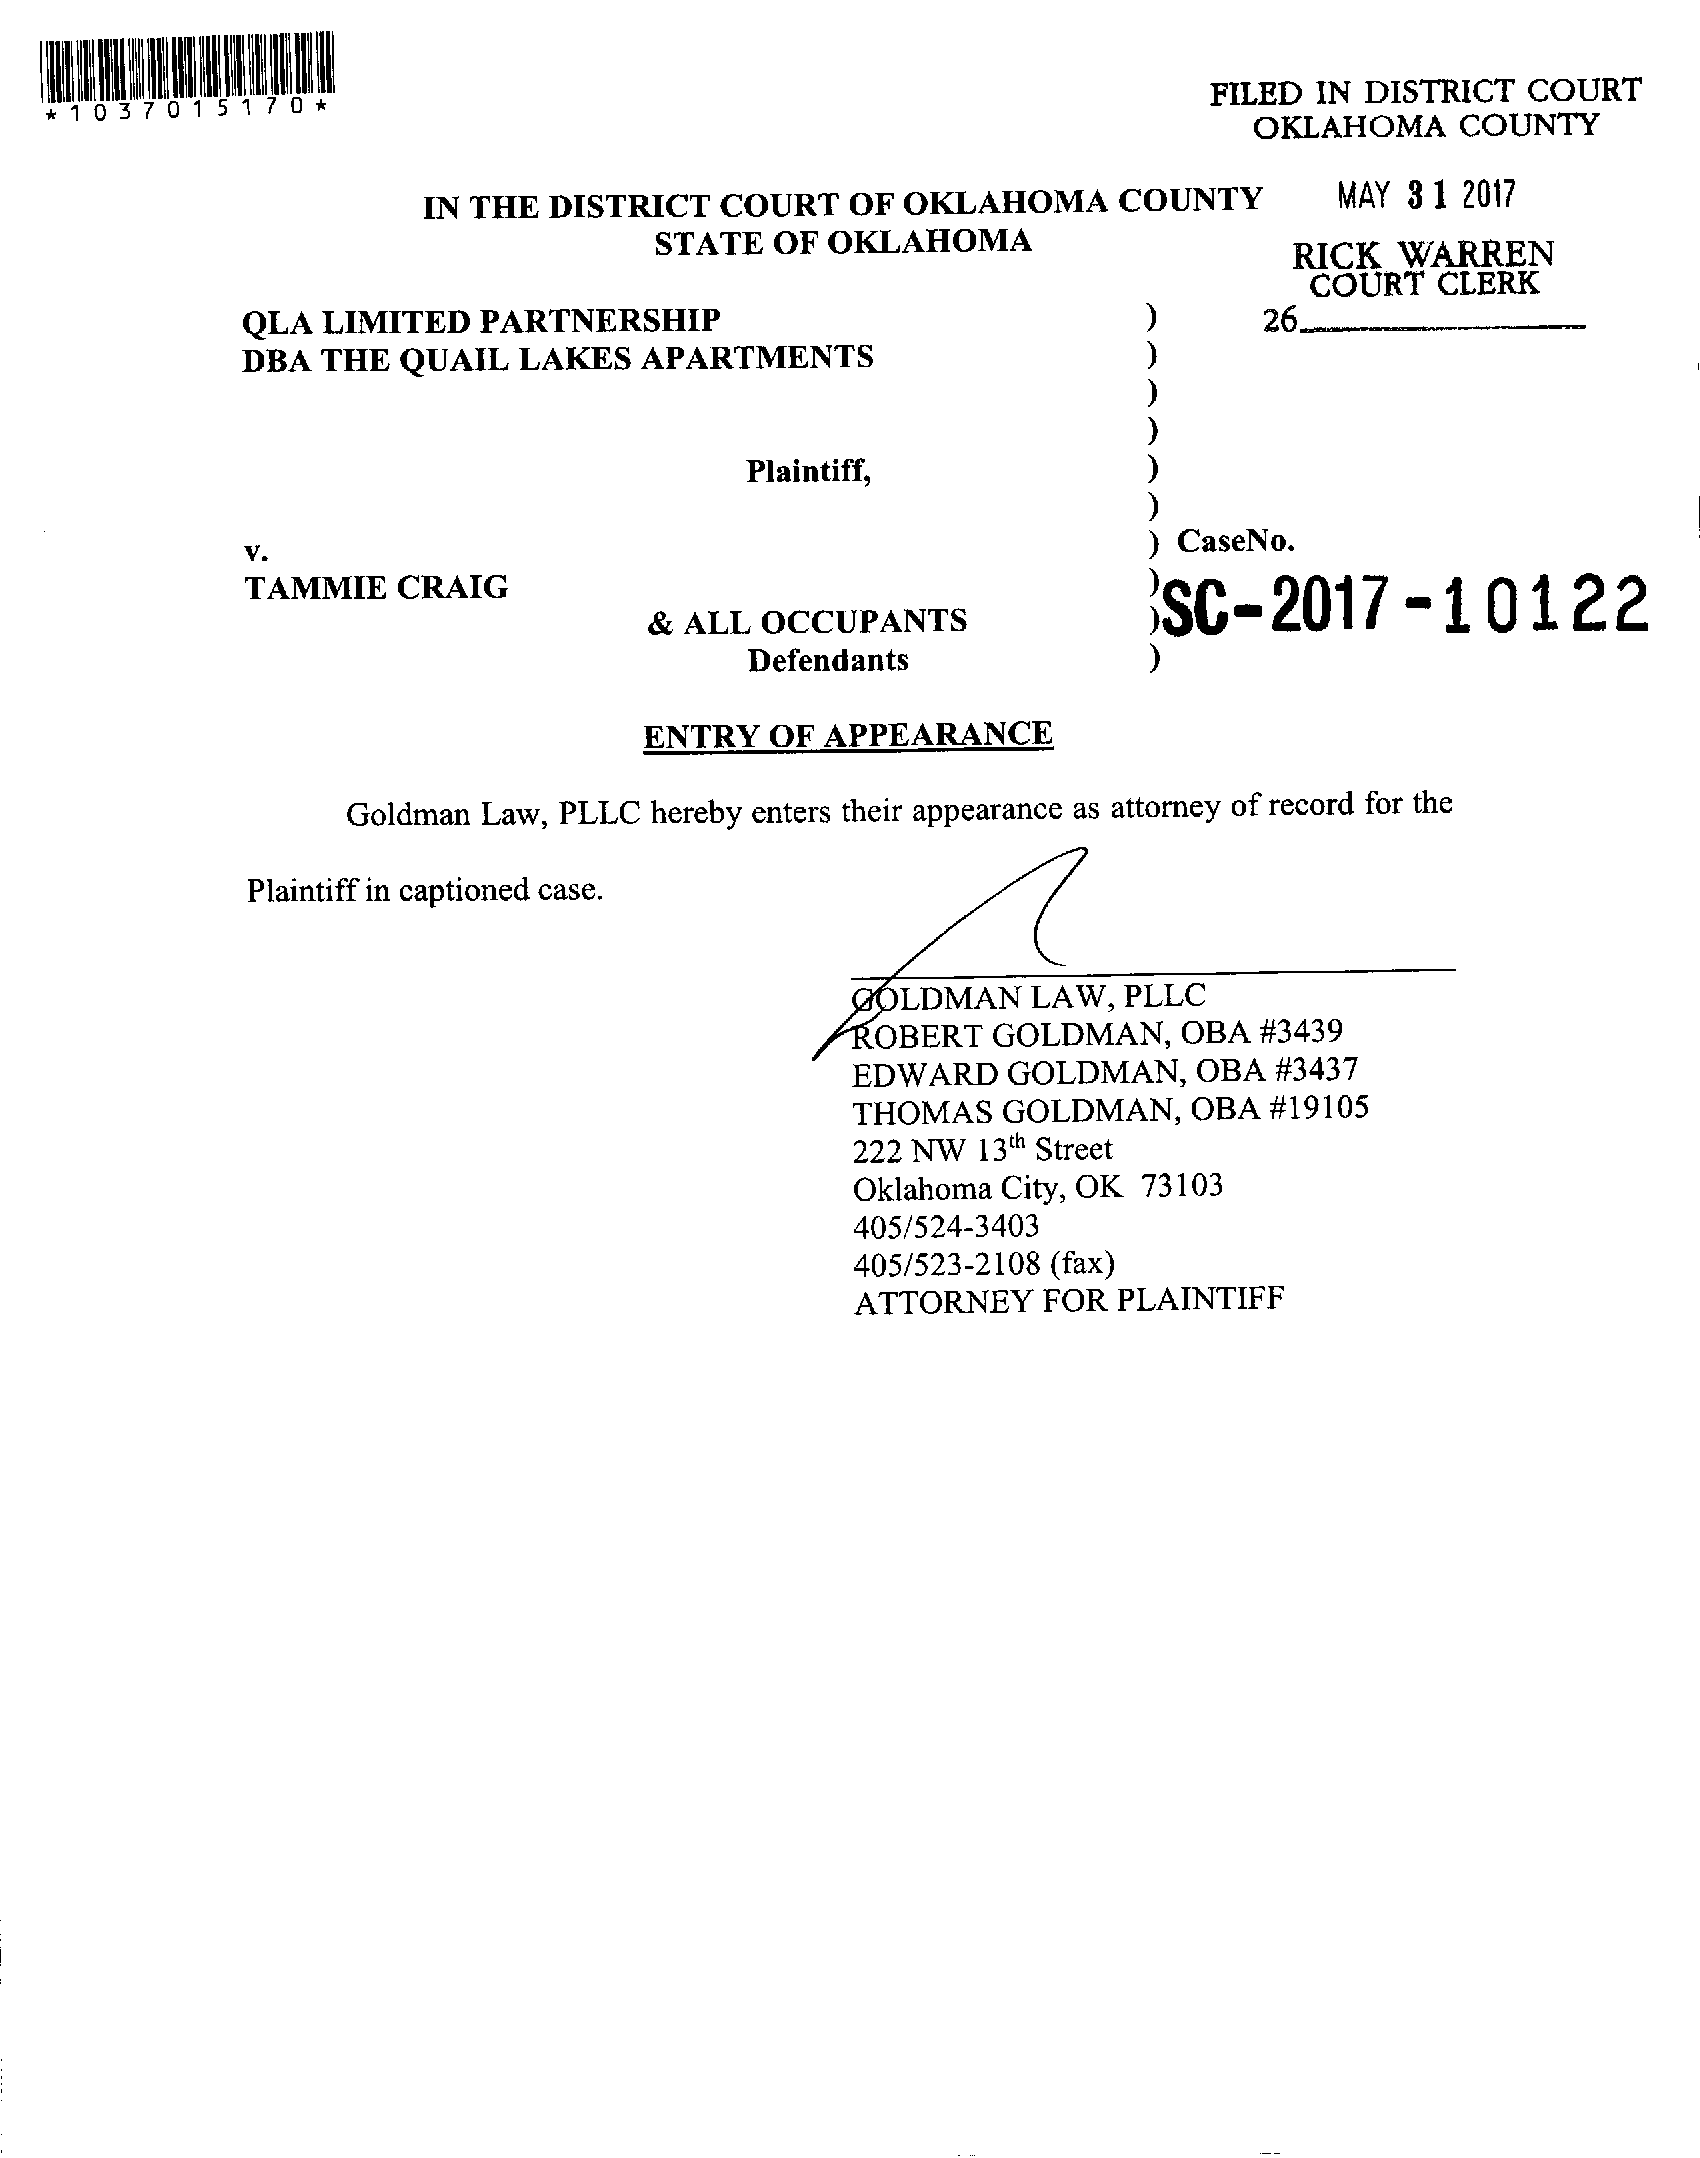 *1037015170*
FILED IN DISTRICT COURT
OKLAHOMA COUNTY
MAY 31 2017
RICK WARREN
COURT CLERK
26
IN THE DISTRICT COURT OF OKLAHOMA COUNTY
STATE OF OKLAHOMA
QLA LIMITED PARTNERSHIP )
DBA THE QUAIL LAKES APARTMENTS )
)
)
Plaintiff, )
)
v. ) CaseNo.
TAMMIE CRAIG )
& ALL OCCUPANTS ) SC-2017-10122
Defendants )
ENTRY OF APPEARANCE
Goldman Law, PLLC hereby enters their appearance as attorney of record for the
Plaintiff in captioned case.
GOLDMAN LAW, PLLC
ROBERT GOLDMAN, OBA #3439
EDWARD GOLDMAN, OBA #3437
THOMAS GOLDMAN, OBA #19105
222 NW 13th Street
Oklahoma City, OK 73103
405/524-3403
405/523-2108 (fax)
ATTORNEY FOR PLAINTIFF